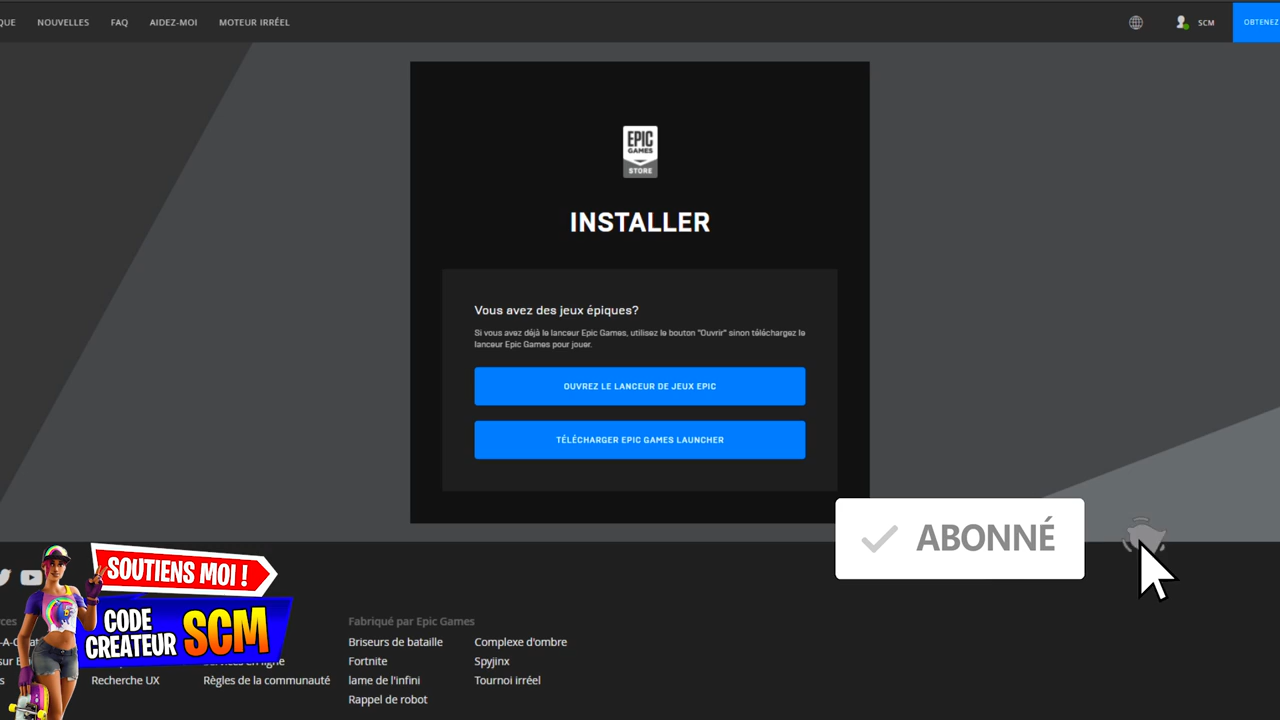 QUE NOUVELLES FAQ AIDEZ-MOI MOTEUR IRRÉEL SCM OBTENEZ
EPIC
GAMES
STORE
INSTALLER
Vous avez des jeux épiques?
Si vous avez déjà le lanceur Epic Games, utilisez le bouton "Ouvrir" sinon téléchargez le
lanceur Epic Games pour jouer.
OUVREZ LE LANCEUR DE JEUX EPIC
TÉLÉCHARGER EPIC GAMES LAUNCHER
ABONNÉ
SOUTIENS MOI !
CODE
CREATEUR
SCM
Recherche UX
Règles de la communauté
Fabriqué par Epic Games
Briseurs de bataille
Fortnite
lame de l'infini
Rappel de robot
Complexe d'ombre
Spyjinx
Tournoi irréel